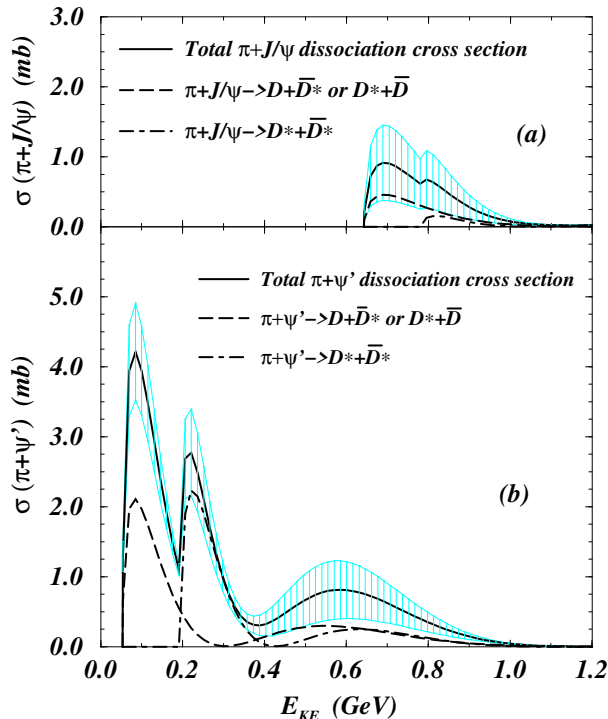 3.0
2.0
1.0
0.0
σ (π+J/ψ) (mb)
Total π+J/ψ dissociation cross section
π+J/ψ−>D+D̅* or D*+D̅
π+J/ψ−>D*+D̅*
(a)
5.0
4.0
3.0
2.0
1.0
0.0
σ (π+ψ’) (mb)
Total π+ψ’ dissociation cross section
π+ψ’−>D+D̅* or D*+D̅
π+ψ’−>D*+D̅*
(b)
0.0 0.2 0.4 0.6 0.8 1.0 1.2
E_KE (GeV)